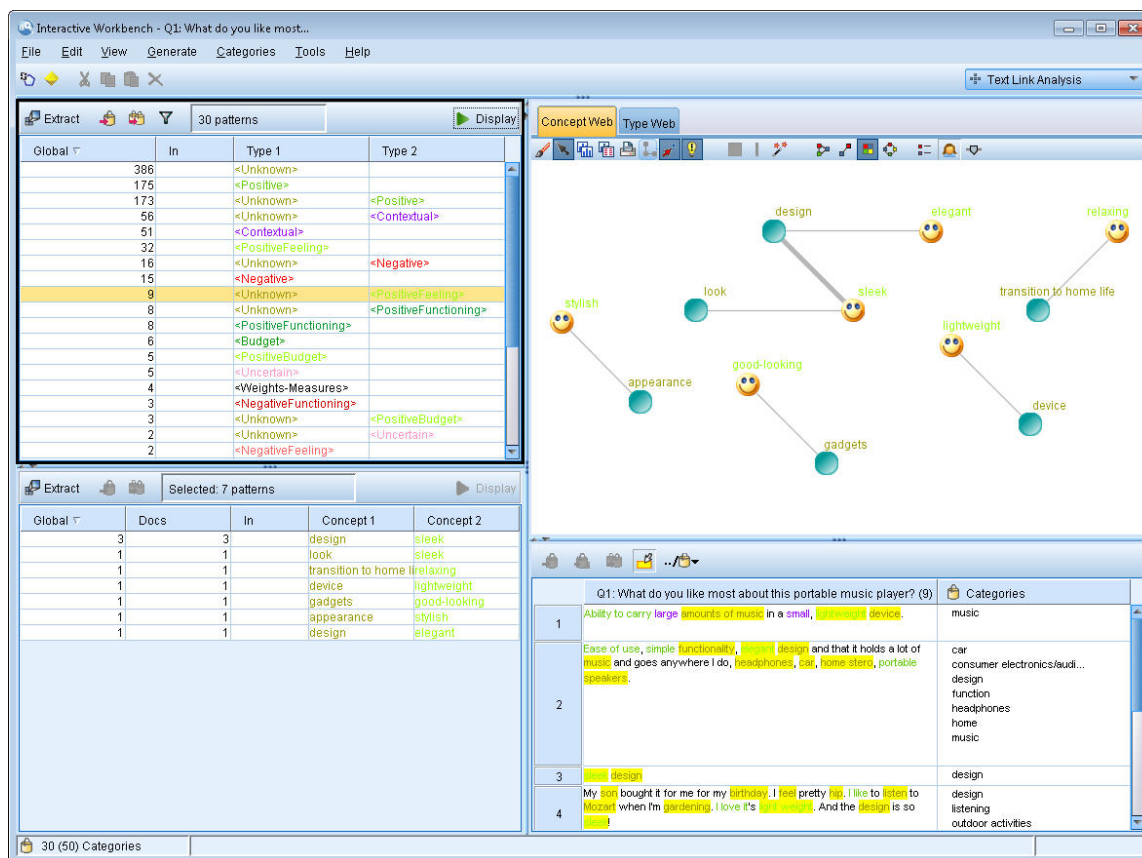 Interactive Workbench - Q1: What do you like most...
File Edit View Generate Categories Tools Help
Text Link Analysis
Extract 30 patterns Display
Global In Type 1 Type 2
386 <Unknown>
175 <Positive>
173 <Unknown> <Positive>
56 <Unknown> <Contextual>
51 <Contextual>
32 <PositiveFeeling>
16 <Unknown> <Negative>
15 <Negative>
9 <Unknown> <PositiveFeeling>
8 <Unknown> <PositiveFunctioning>
8 <PositiveFunctioning>
6 <Budget>
5 <PositiveBudget>
5 <Uncertain>
4 <Weights-Measures>
3 <NegativeFunctioning>
3 <Unknown> <PositiveBudget>
2 <Unknown> <Uncertain>
2 <NegativeFeeling>
Extract Selected: 7 patterns Display
Global Docs In Concept 1 Concept 2
3 3 design sleek
1 1 look sleek
1 1 transition to home li relaxing
1 1 device lightweight
1 1 gadgets good-looking
1 1 appearance stylish
1 1 design elegant
Concept Web Type Web
design elegant relaxing
look sleek transition to home life
stylish lightweight
good-looking
appearance device
gadgets
Q1: What do you like most about this portable music player? (9) Categories
1 Ability to carry large amounts of music in a small, lightweight device. music
2 Ease of use, simple functionality, elegant design and that it holds a lot of
music and goes anywhere I do, headphones, car, home stero, portable
speakers.
car
consumer electronics/audi...
design
function
headphones
home
music
3 sleek design design
4 My son bought it for me for my birthday. I feel pretty hip. I like to listen to
Mozart when I'm gardening. I love it's light weight. And the design is so
sleek!
design
listening
outdoor activities
30 (50) Categories